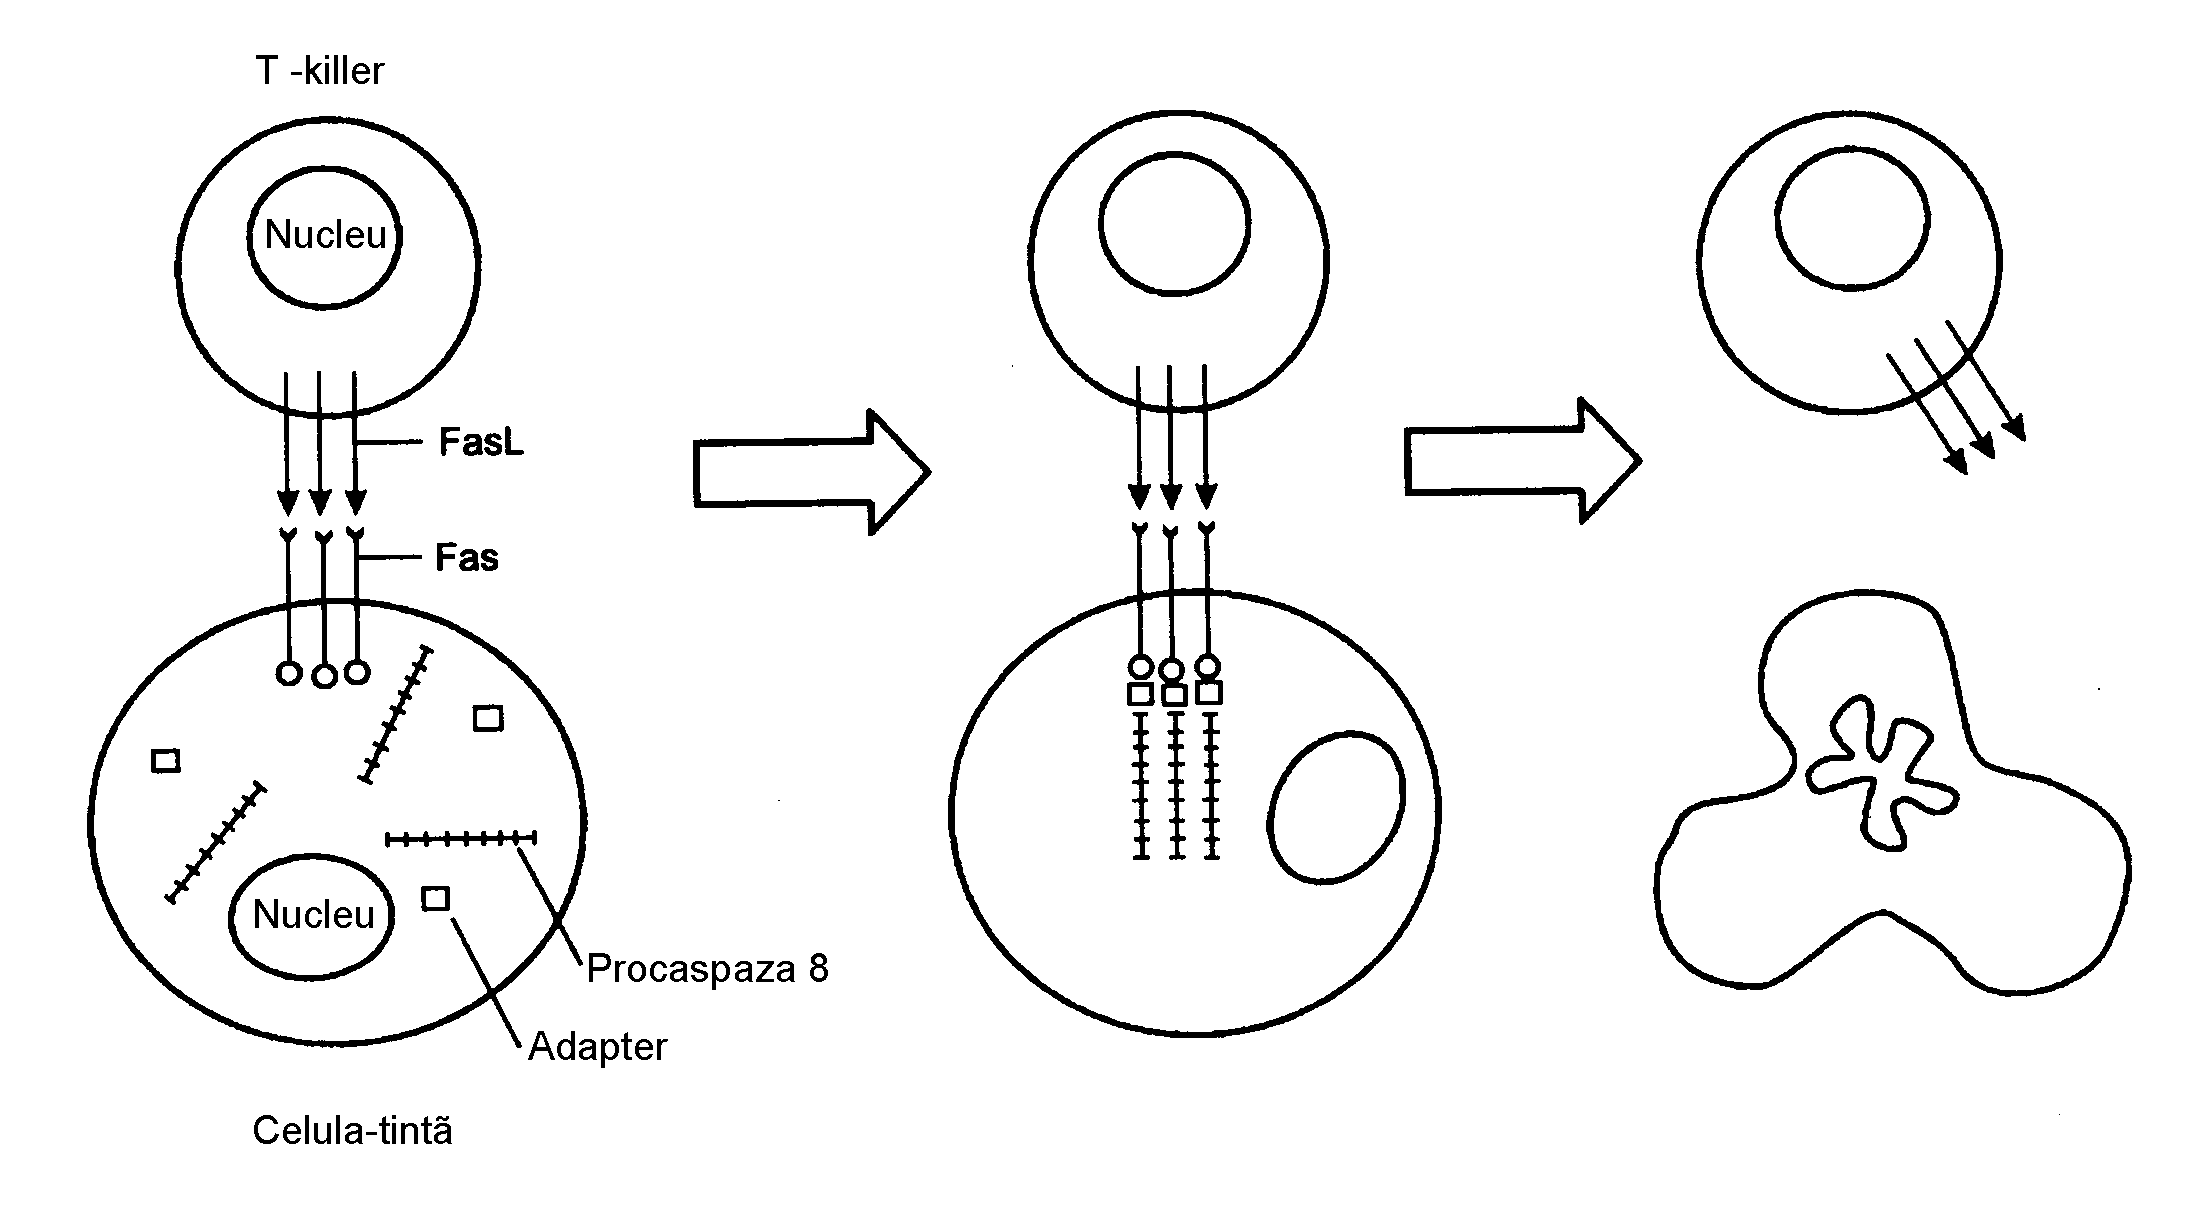 T -killer
Nucleu
FasL
Fas
Nucleu
Procaspaza 8
Adapter
Celula-tintã